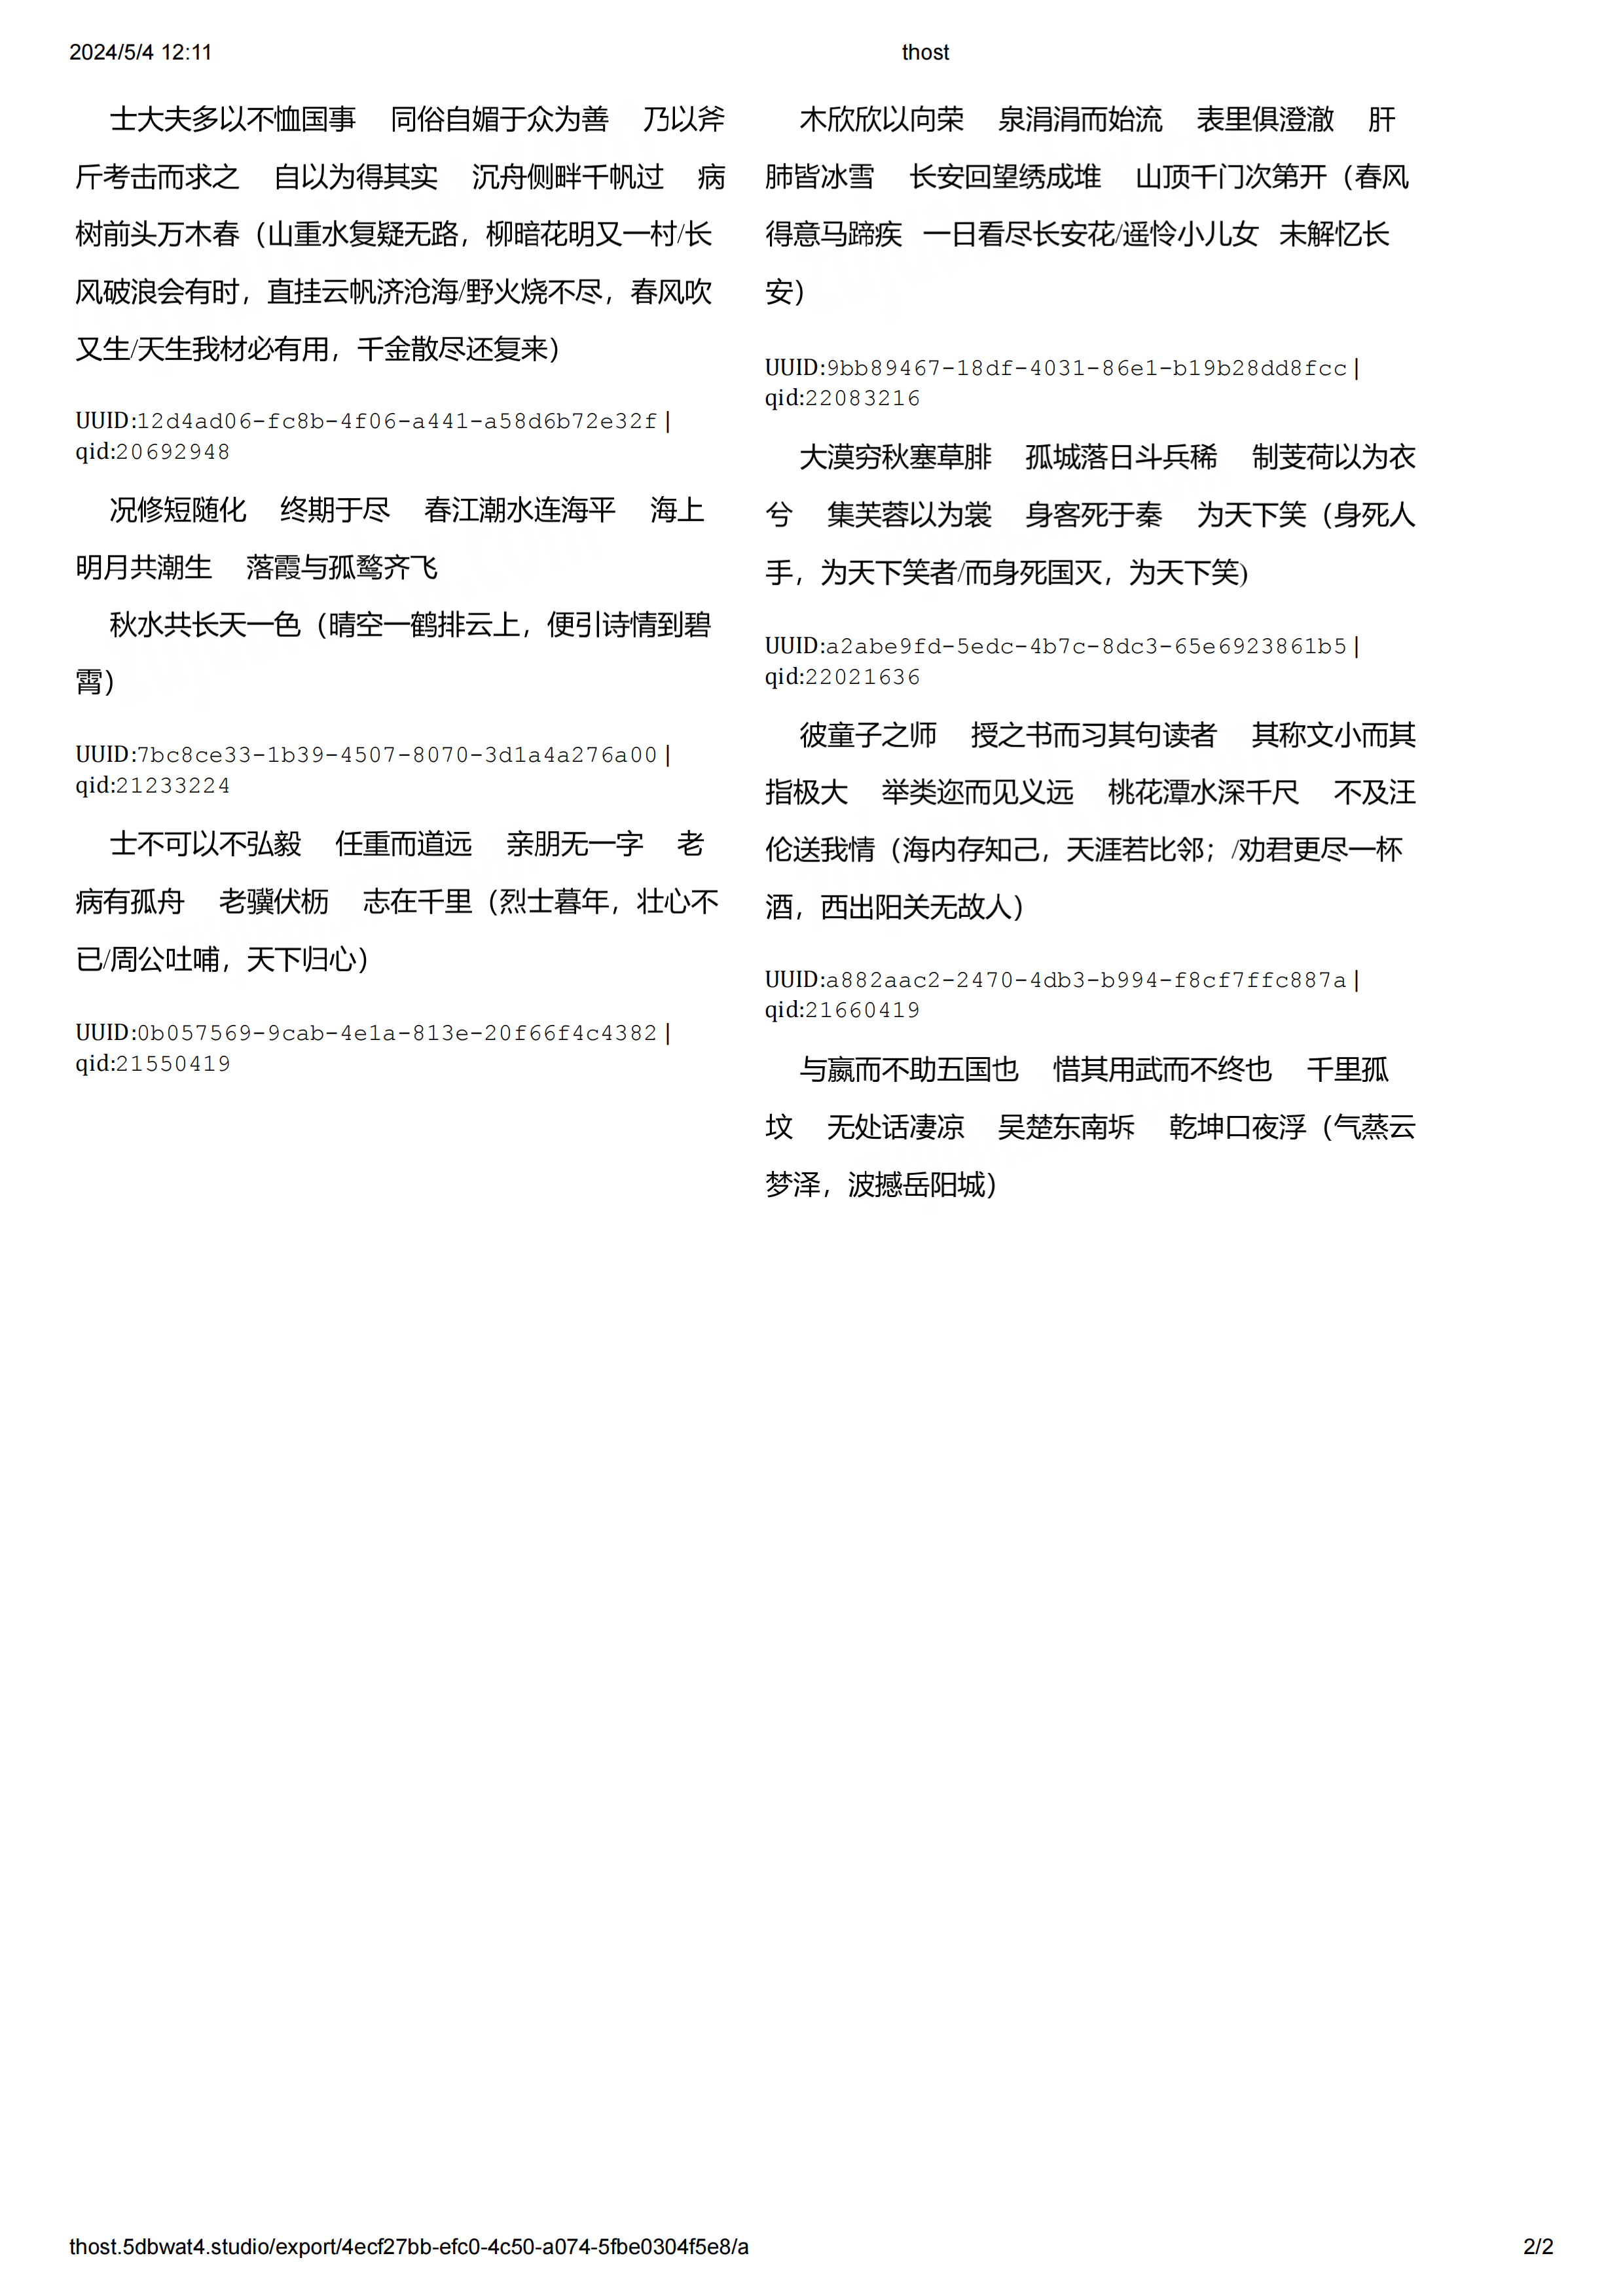 2024/5/4 12:11
thost
士大夫多以不恤国事 同俗自媚于众为善 乃以斧
斤考击而求之 自以为得其实 沉舟侧畔千帆过 病
树前头万木春（山重水复疑无路，柳暗花明又一村/长
风破浪会有时，直挂云帆济沧海/野火烧不尽，春风吹
又生/天生我材必有用，千金散尽还复来）
UUID:12d4ad06-fc8b-4f06-a441-a58d6b72e32f |
qid:20692948
况修短随化 终期于尽 春江潮水连海平 海上
明月共潮生 落霞与孤鹜齐飞
秋水共长天一色（晴空一鹤排云上，便引诗情到碧
霄）
UUID:7bc8ce33-1b39-4507-8070-3d1a4a276a00 |
qid:21233224
士不可以不弘毅 任重而道远 亲朋无一字 老
病有孤舟 老骥伏枥 志在千里（烈士暮年，壮心不
已/周公吐哺，天下归心）
UUID:0b057569-9cab-4e1a-813e-20f66f4c4382 |
qid:21550419
木欣欣以向荣 泉涓涓而始流 表里俱澄澈 肝
肺皆冰雪 长安回望绣成堆 山顶千门次第开（春风
得意马蹄疾 一日看尽长安花/遥怜小儿女 未解忆长
安）
UUID:9bb89467-18df-4031-86e1-b19b28dd8fcc |
qid:22083216
大漠穷秋塞草腓 孤城落日斗兵稀 制芰荷以为衣
兮 集芙蓉以为裳 身客死于秦 为天下笑（身死人
手，为天下笑者/而身死国灭，为天下笑)
UUID:a2abe9fd-5edc-4b7c-8dc3-65e6923861b5 |
qid:22021636
彼童子之师 授之书而习其句读者 其称文小而其
指极大 举类迩而见义远 桃花潭水深千尺 不及汪
伦送我情（海内存知己，天涯若比邻；/劝君更尽一杯
酒，西出阳关无故人）
UUID:a882aac2-2470-4db3-b994-f8cf7ffc887a |
qid:21660419
与嬴而不助五国也 惜其用武而不终也 千里孤
坟 无处话凄凉 吴楚东南坼 乾坤口夜浮（气蒸云
梦泽，波撼岳阳城）
thost.5dbwat4.studio/export/4ecf27bb-efc0-4c50-a074-5fbe0304f5e8/a
2/2